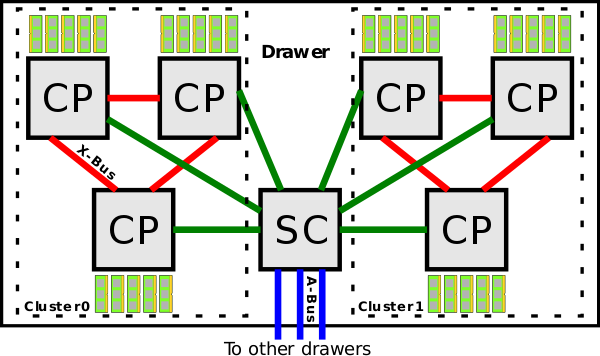 Drawer
CP
CP
CP
CP
X-Bus
CP
SC
CP
A-Bus
Cluster0
Cluster1
To other drawers